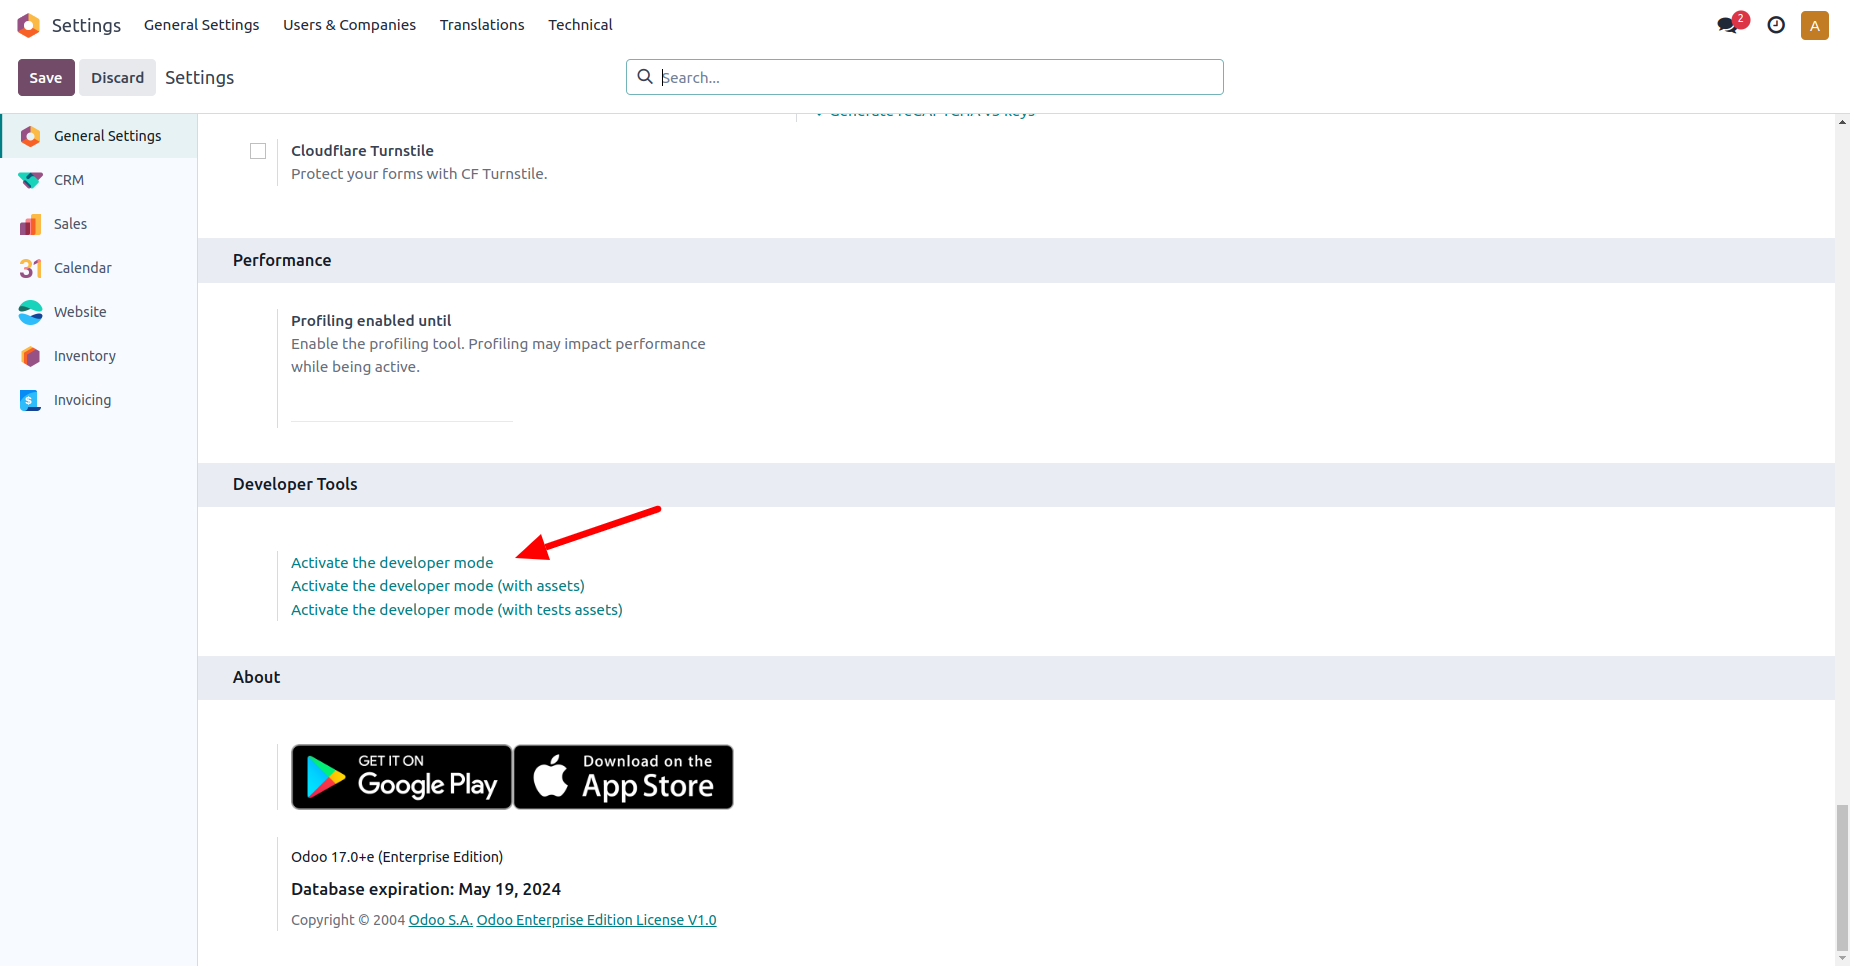 Settings General Settings Users & Companies Translations Technical 2 A
Save Discard Settings Search...
Generate reCAPTCHA v3 keys
General Settings
CRM
Sales
31 Calendar
Website
Inventory
$ Invoicing
Cloudflare Turnstile
Protect your forms with CF Turnstile.
Performance
Profiling enabled until
Enable the profiling tool. Profiling may impact performance
while being active.
Developer Tools
Activate the developer mode
Activate the developer mode (with assets)
Activate the developer mode (with tests assets)
About
GET IT ON
Google Play
Download on the
App Store
Odoo 17.0+e (Enterprise Edition)
Database expiration: May 19, 2024
Copyright © 2004 Odoo S.A. Odoo Enterprise Edition License V1.0